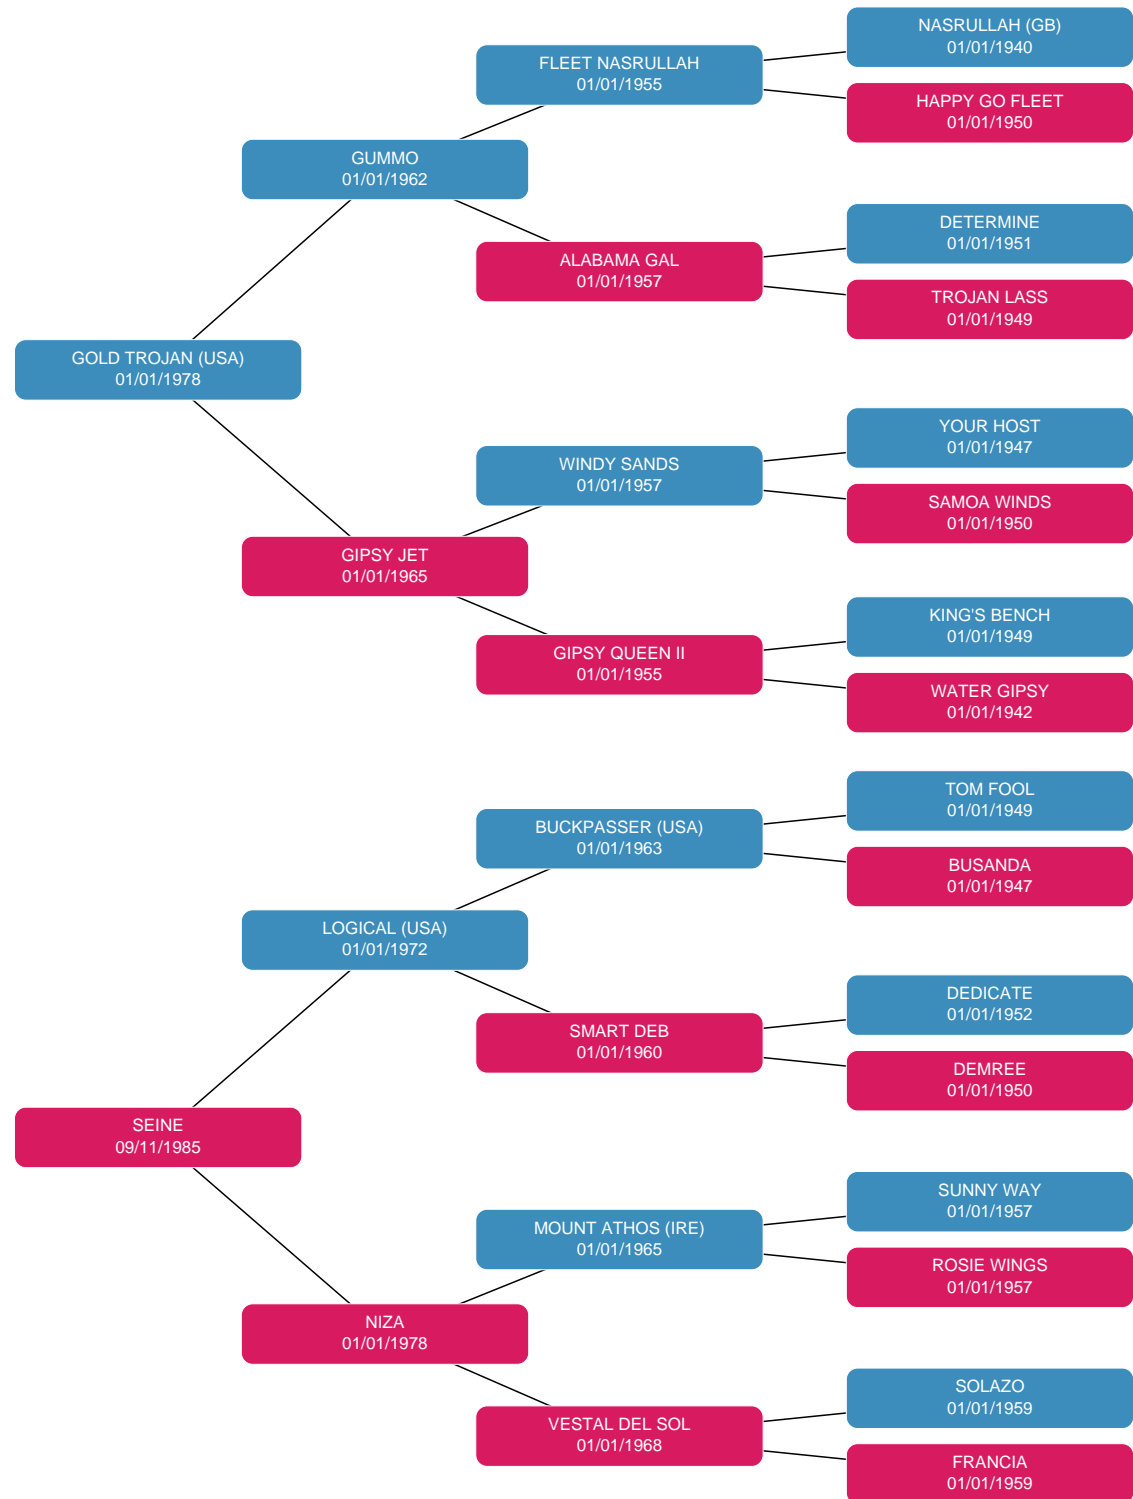 NASRULLAH (GB)
01/01/1940
FLEET NASRULLAH
01/01/1955
HAPPY GO FLEET
01/01/1950
GUMMO
01/01/1962
DETERMINE
01/01/1951
ALABAMA GAL
01/01/1957
TROJAN LASS
01/01/1949
GOLD TROJAN (USA)
01/01/1978
YOUR HOST
01/01/1947
WINDY SANDS
01/01/1957
SAMOA WINDS
01/01/1950
GIPSY JET
01/01/1965
KING'S BENCH
01/01/1949
GIPSY QUEEN II
01/01/1955
WATER GIPSY
01/01/1942
TOM FOOL
01/01/1949
BUCKPASSER (USA)
01/01/1963
BUSANDA
01/01/1947
LOGICAL (USA)
01/01/1972
DEDICATE
01/01/1952
SMART DEB
01/01/1960
DEMREE
01/01/1950
SEINE
09/11/1985
SUNNY WAY
01/01/1957
MOUNT ATHOS (IRE)
01/01/1965
ROSIE WINGS
01/01/1957
NIZA
01/01/1978
SOLAZO
01/01/1959
VESTAL DEL SOL
01/01/1968
FRANCIA
01/01/1959